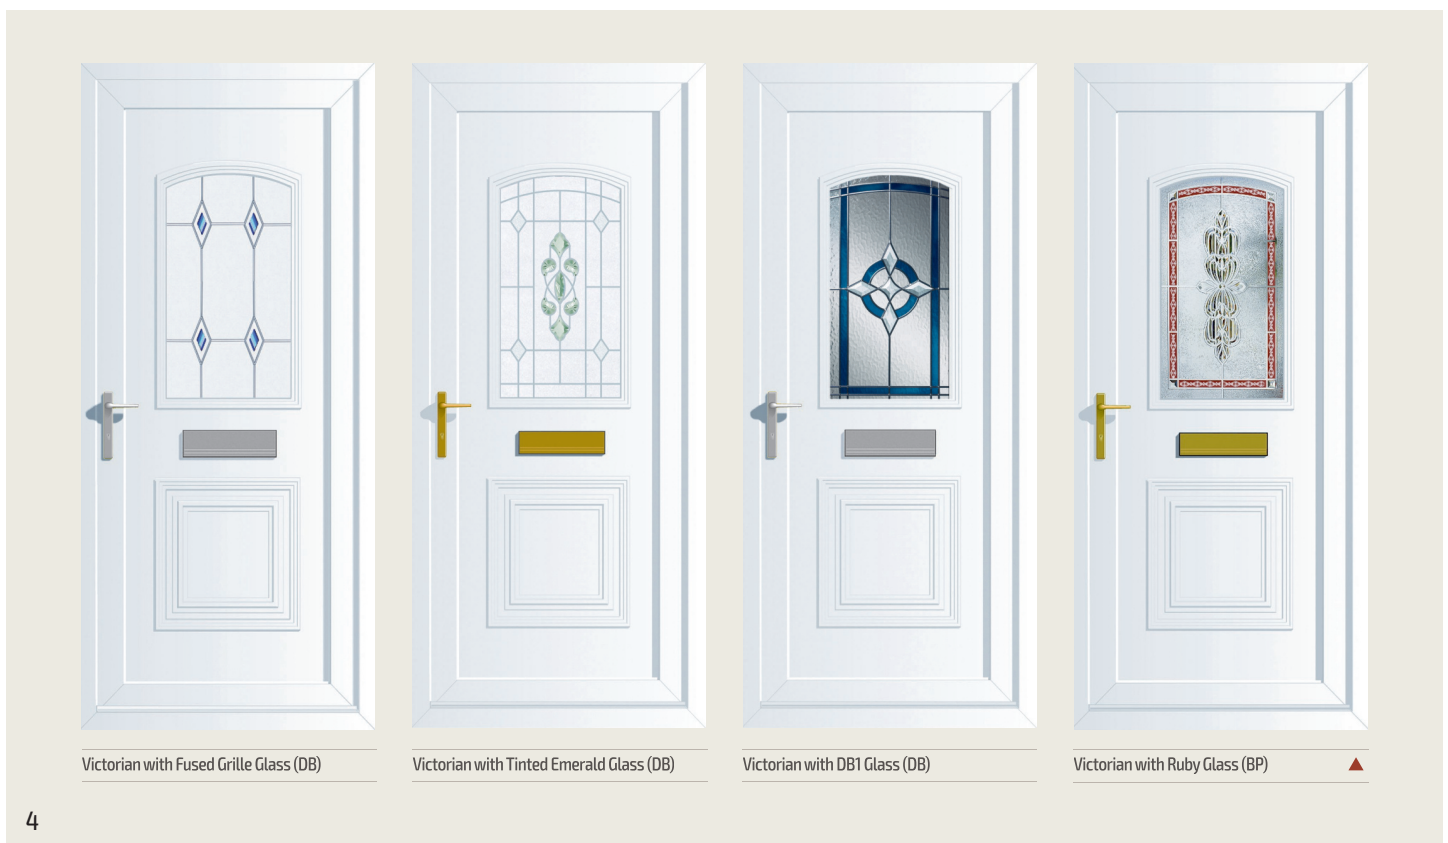 Victorian with Fused Grille Glass (DB)
Victorian with Tinted Emerald Glass (DB)
Victorian with DB1 Glass (DB)
Victorian with Ruby Glass (BP)
4